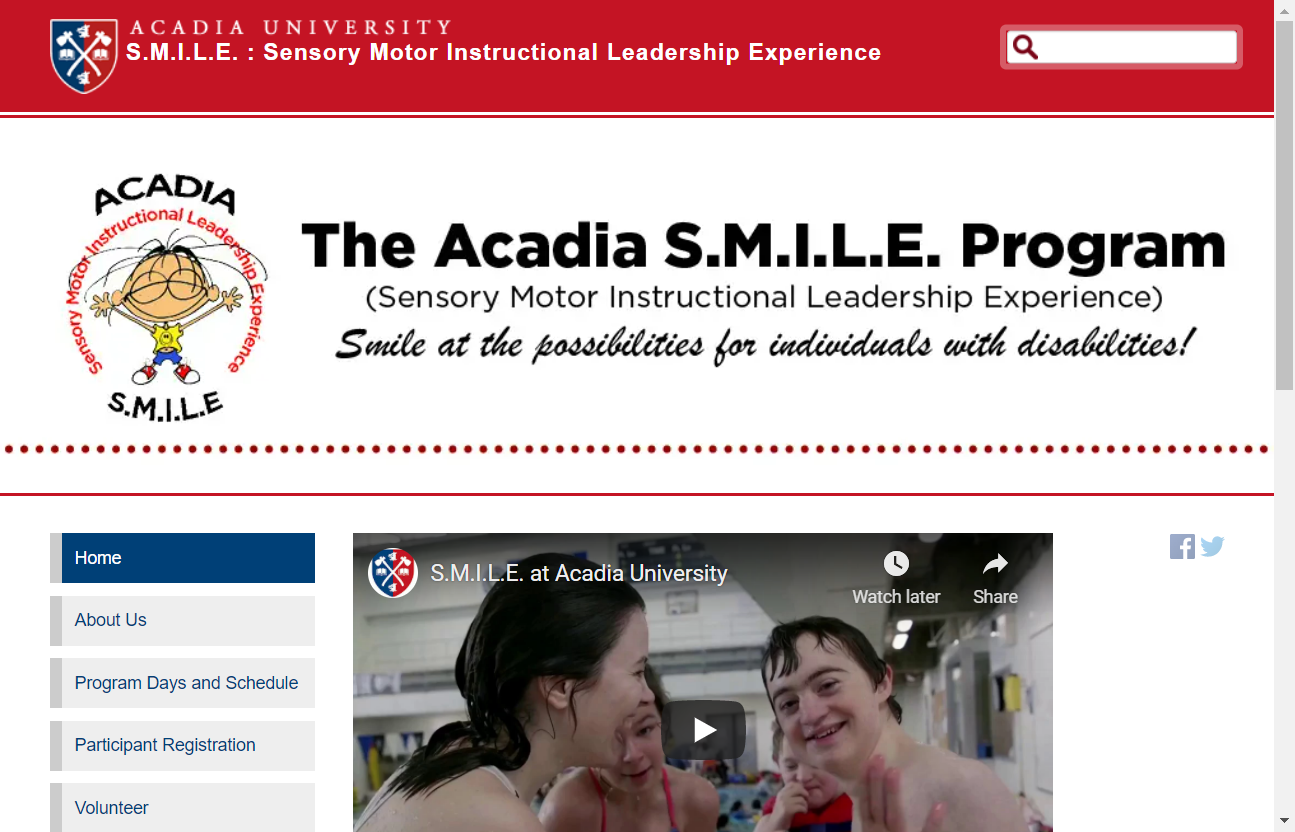 ACADIA UNIVERSITY
S.M.I.L.E. : Sensory Motor Instructional Leadership Experience
ACADIA
Sensory Motor Instructional Leadership Experience
S.M.I.L.E
The Acadia S.M.I.L.E. Program
(Sensory Motor Instructional Leadership Experience)
Smile at the possibilities for individuals with disabilities!
Home
About Us
Program Days and Schedule
Participant Registration
Volunteer
S.M.I.L.E. at Acadia University
Watch later
Share